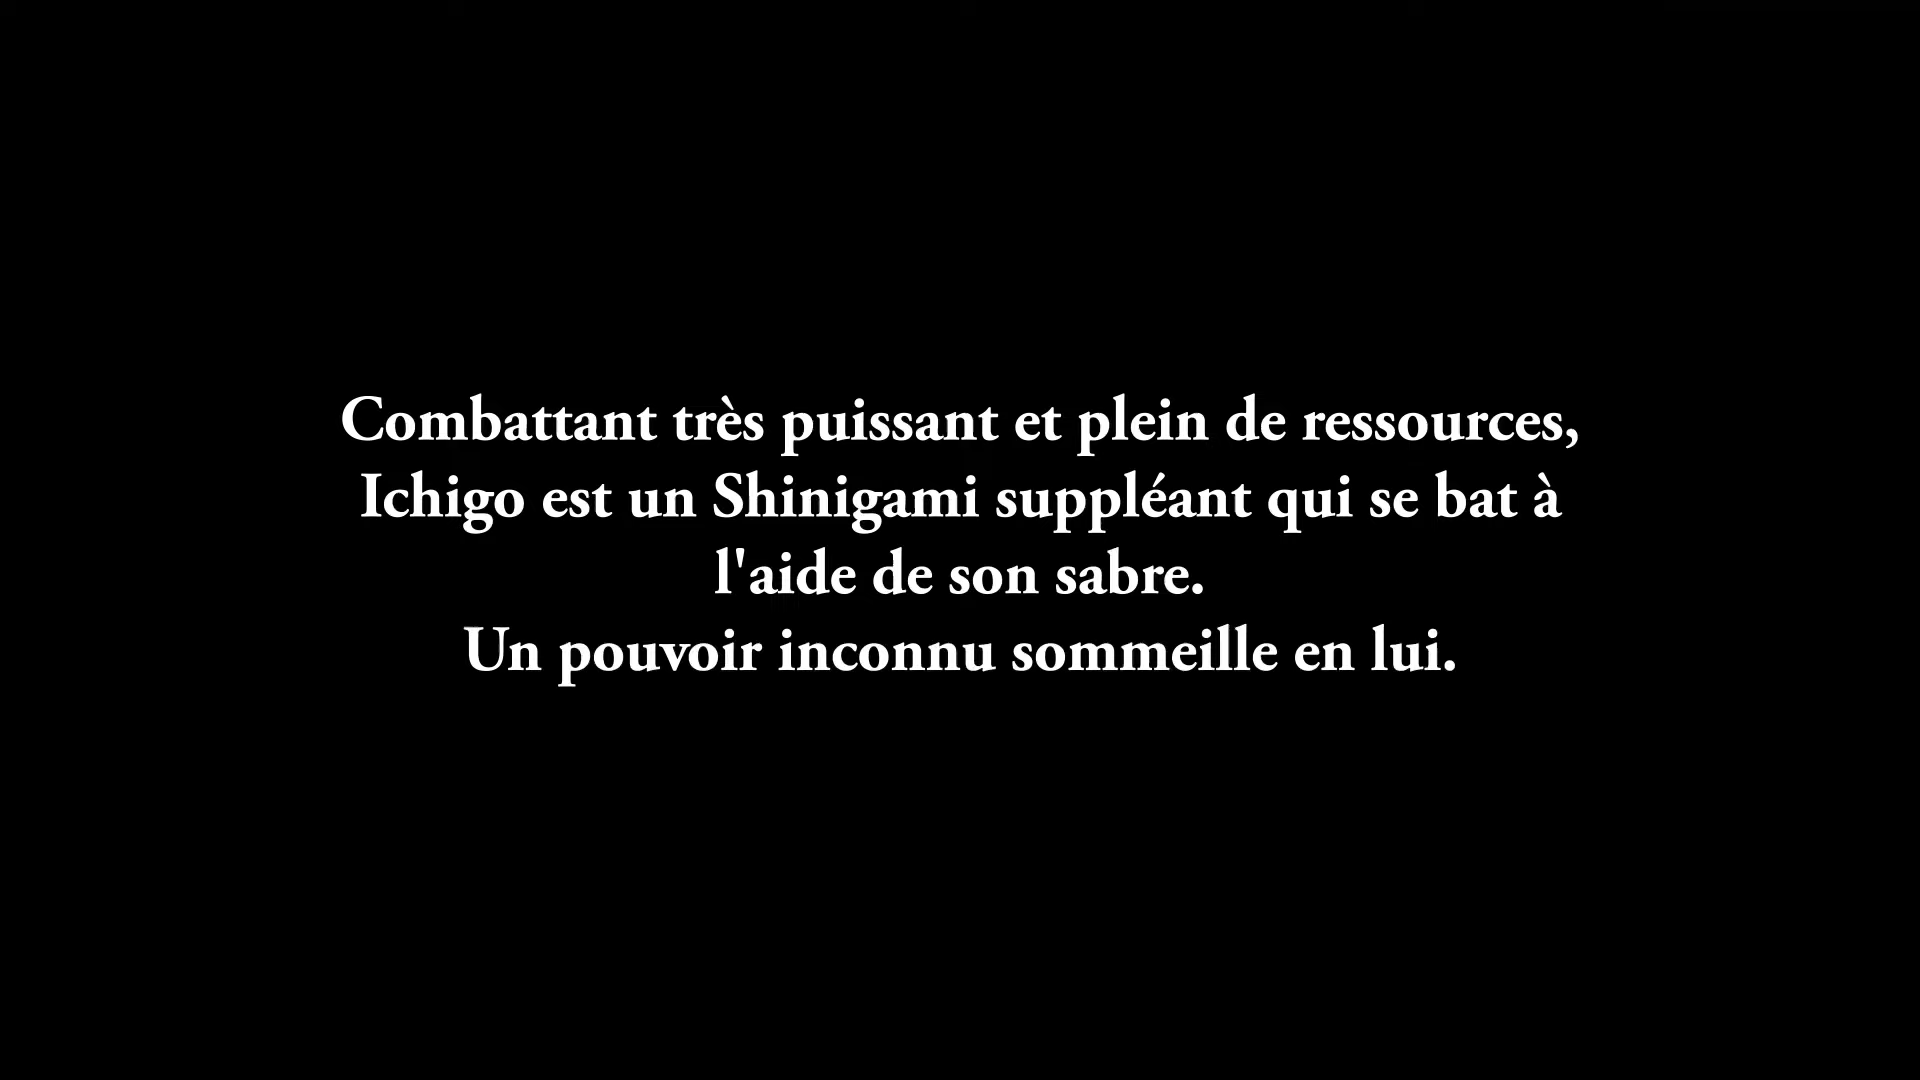 Combattant très puissant et plein de ressources,
Ichigo est un Shinigami suppléant qui se bat à
l'aide de son sabre.
Un pouvoir inconnu sommeille en lui.